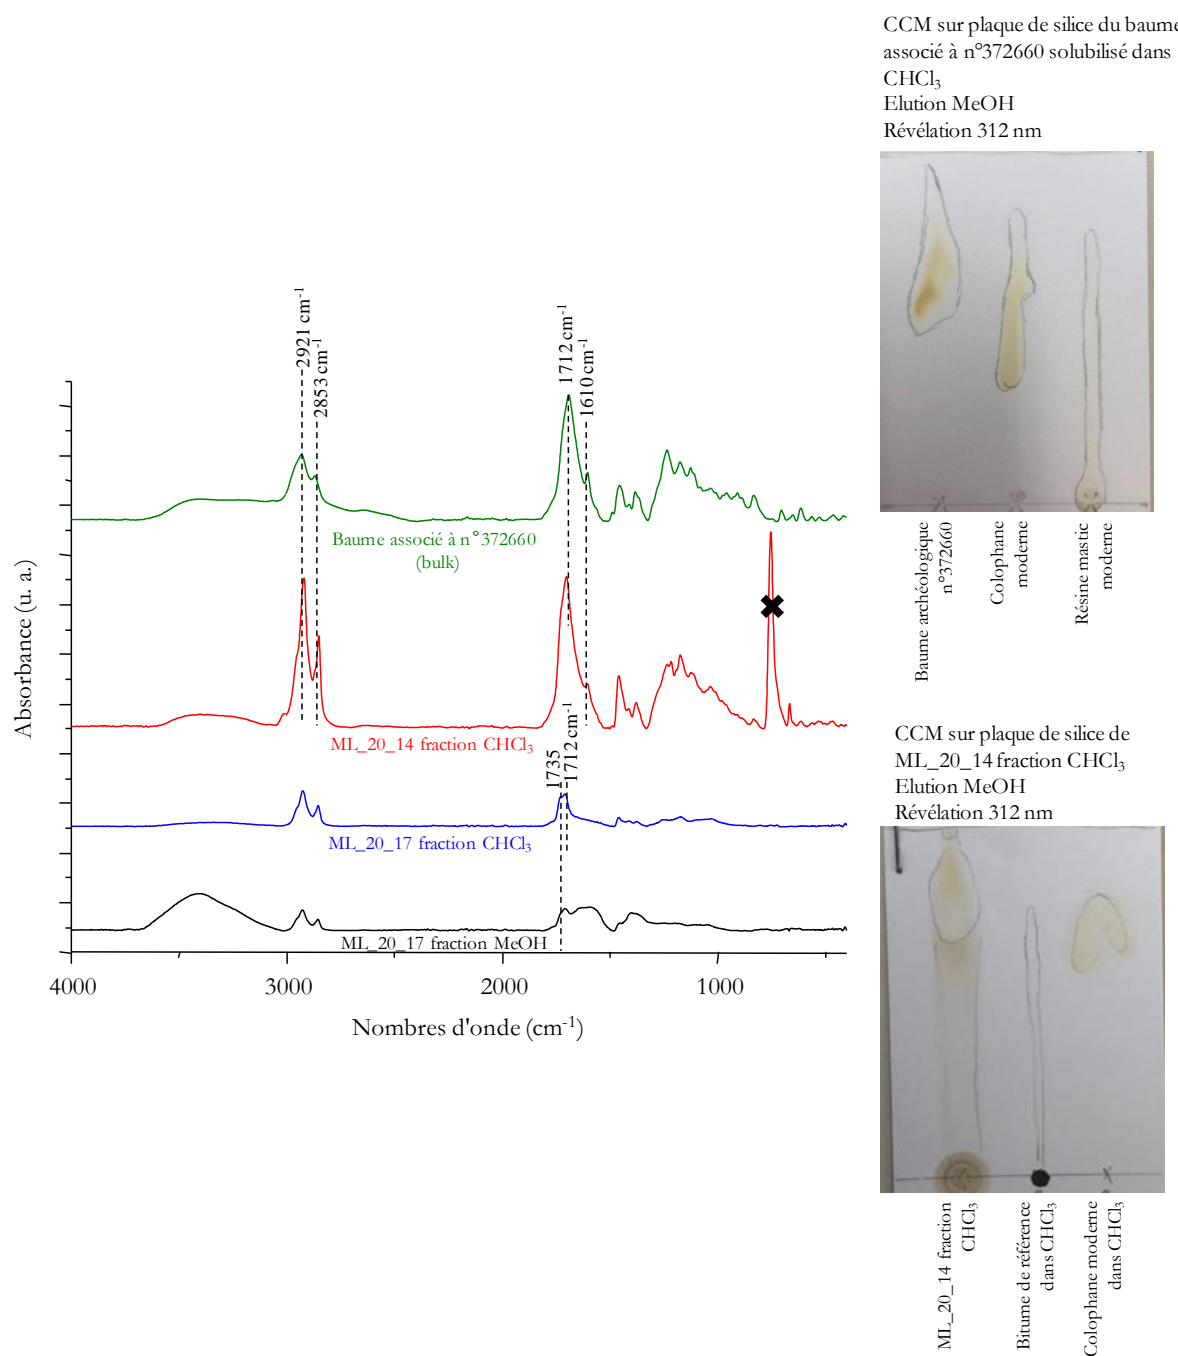 CCM sur plaque de silice du baume
associé à n°372660 solubilisé dans
CHCl3
Elution MeOH
Révélation 312 nm
2921 cm-1
2853 cm-1
1712 cm-1
1610 cm-1
Baume associé à n°372660
(bulk)
Absorbance (u. a.)
ML_20_14 fraction CHCl3
1735
1712 cm-1
ML_20_17 fraction CHCl3
ML_20_17 fraction MeOH
4000
3000
2000
1000
Nombres d'onde (cm-1)
Baume archéologique
n°372660
Colophane
moderne
Résine mastic
moderne
CCM sur plaque de silice de
ML_20_14 fraction CHCl3
Elution MeOH
Révélation 312 nm
ML_20_14 fraction
CHCl3
Bitume de référence
dans CHCl3
Colophane moderne
dans CHCl3